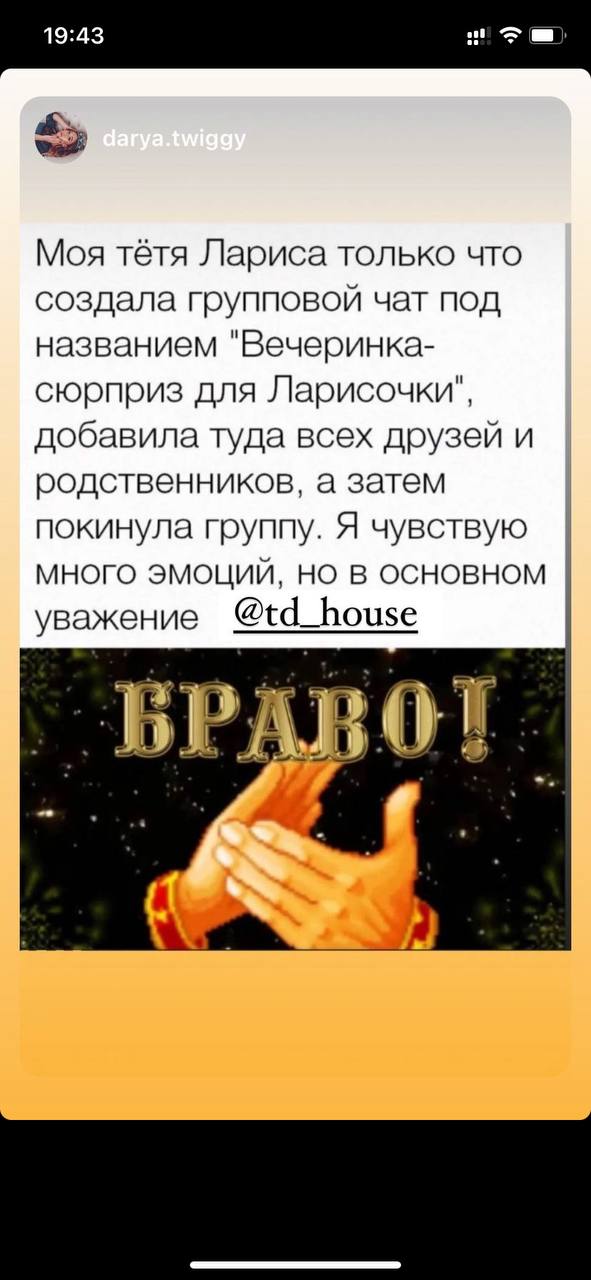 19:43
darya.twiggy
Моя тётя Лариса только что
создала групповой чат под
названием "Вечеринка-
сюрприз для Ларисочки",
добавила туда всех друзей и
родственников, а затем
покинула группу. Я чувствую
много эмоций, но в основном
уважение @td_house
БРАВО!